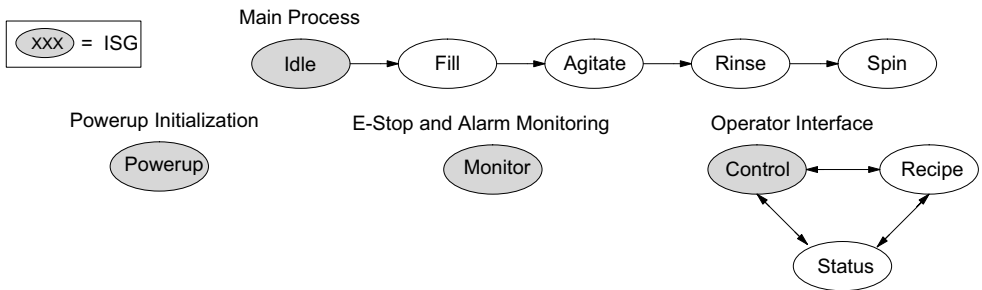 Main Process
XXX = ISG
Idle
Fill
Agitate
Rinse
Spin
Powerup Initialization
E-Stop and Alarm Monitoring
Operator Interface
Powerup
Monitor
Control
Recipe
Status